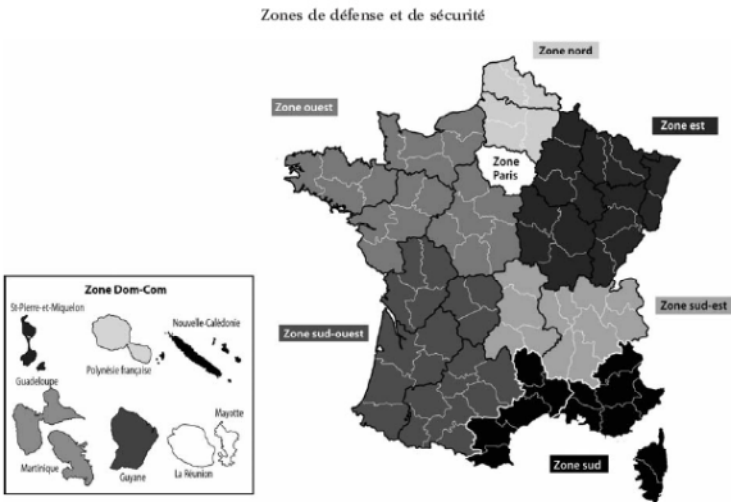 Zones de défense et de sécurité
Zone nord
Zone ouest
Zone est
Zone
Paris
Zone Dom-Com
St-Pierre-et-Miquelon
Nouvelle-Calédonie
Zone sud-est
Zone sud-ouest
Polynésie française
Guadeloupe
Mayotte
Martinique
Guyane
La Réunion
Zone sud